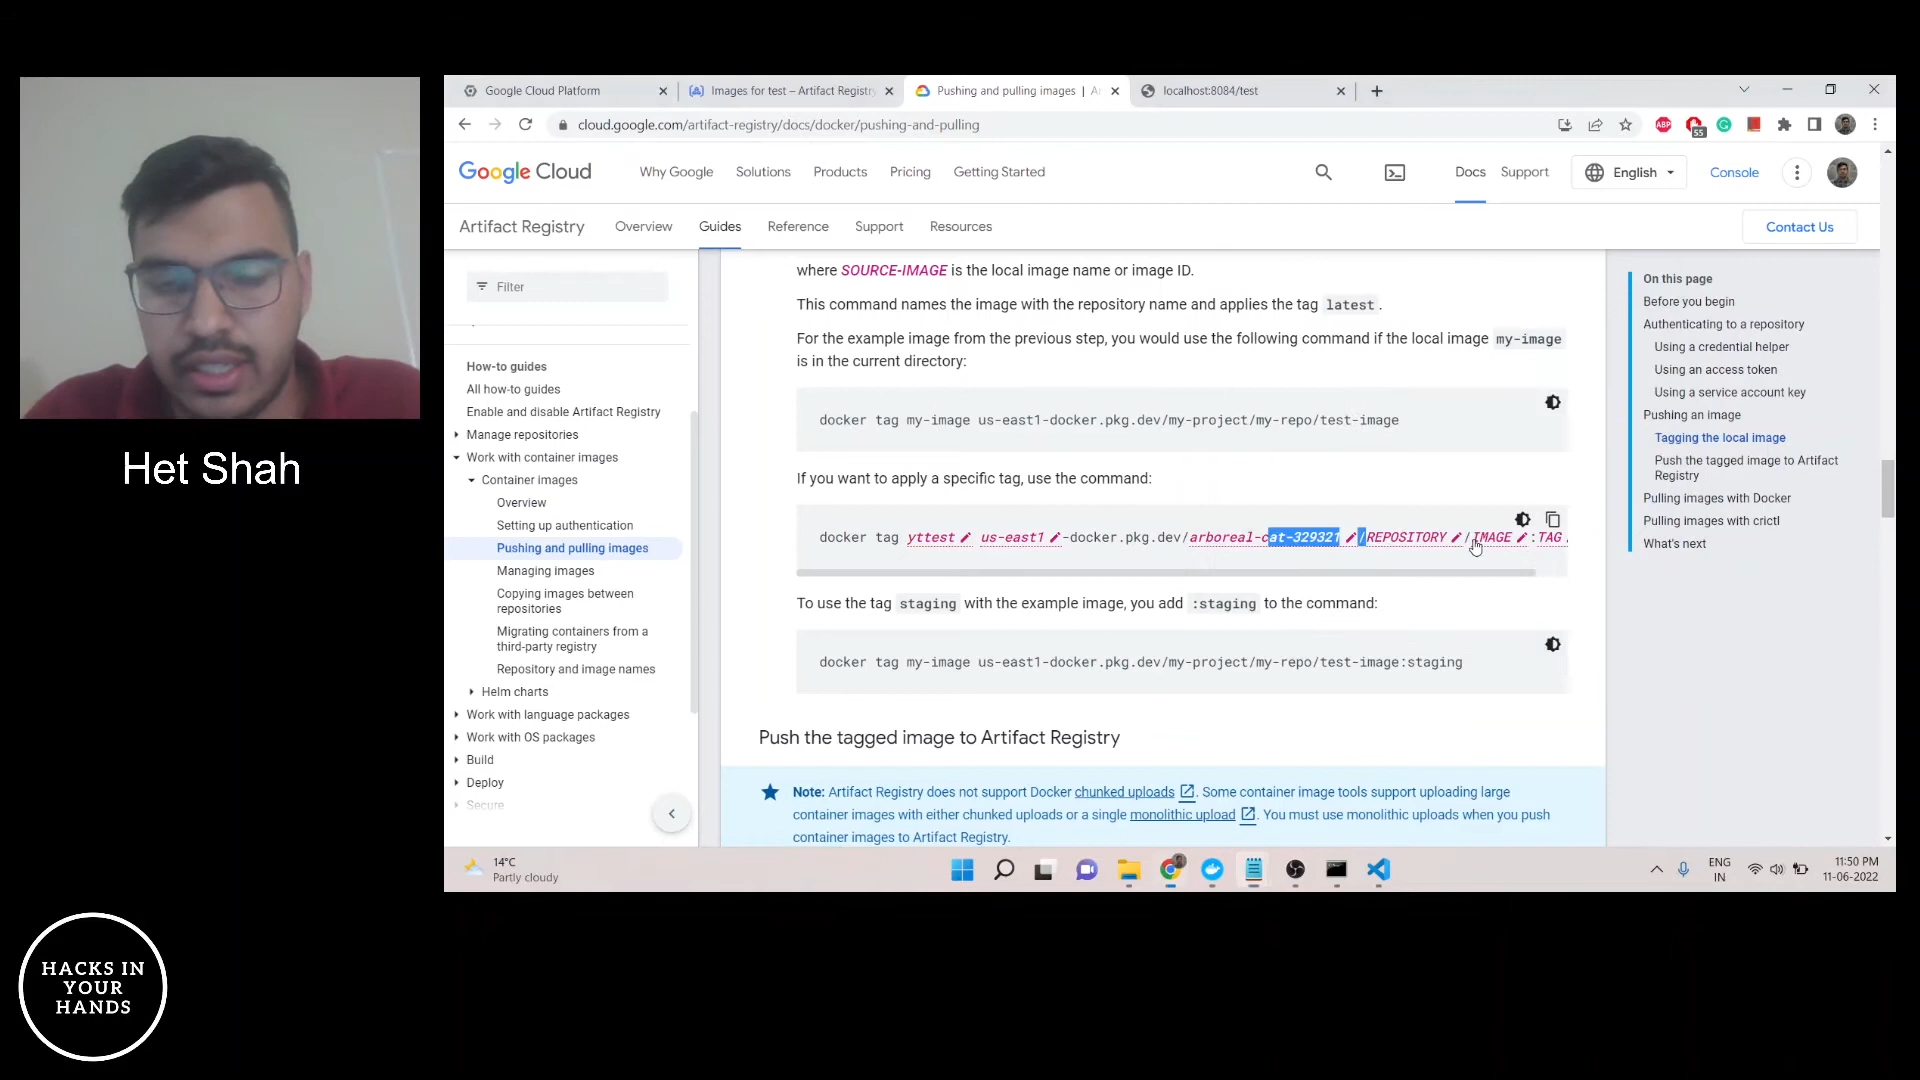 Google Cloud Platform
Images for test – Artifact Registry
Pushing and pulling images | A
localhost:8084/test
cloud.google.com/artifact-registry/docs/docker/pushing-and-pulling
ABP
55
Google Cloud
Why Google
Solutions
Products
Pricing
Getting Started
Docs
Support
English
Console
Artifact Registry
Overview
Guides
Reference
Support
Resources
Contact Us
Filter
How-to guides
All how-to guides
Enable and disable Artifact Registry
Manage repositories
Work with container images
Container images
Overview
Setting up authentication
Pushing and pulling images
Managing images
Copying images between
repositories
Migrating containers from a
third-party registry
Repository and image names
Helm charts
Work with language packages
Work with OS packages
Build
Deploy
Secure
where SOURCE-IMAGE is the local image name or image ID.
This command names the image with the repository name and applies the tag latest .
For the example image from the previous step, you would use the following command if the local image my-image
is in the current directory:
docker tag my-image us-east1-docker.pkg.dev/my-project/my-repo/test-image
If you want to apply a specific tag, use the command:
docker tag yttest us-east1-docker.pkg.dev/arboreal-cat-329321/REPOSITORY/IMAGE:TAG
To use the tag staging with the example image, you add :staging to the command:
docker tag my-image us-east1-docker.pkg.dev/my-project/my-repo/test-image:staging
Push the tagged image to Artifact Registry
Note: Artifact Registry does not support Docker chunked uploads. Some container image tools support uploading large
container images with either chunked uploads or a single monolithic upload. You must use monolithic uploads when you push
container images to Artifact Registry.
On this page
Before you begin
Authenticating to a repository
Using a credential helper
Using an access token
Using a service account key
Pushing an image
Tagging the local image
Push the tagged image to Artifact
Registry
Pulling images with Docker
Pulling images with crictl
What's next
14°C
Partly cloudy
ENG
IN
11:50 PM
11-06-2022
Het Shah
HACKS IN
YOUR
HANDS